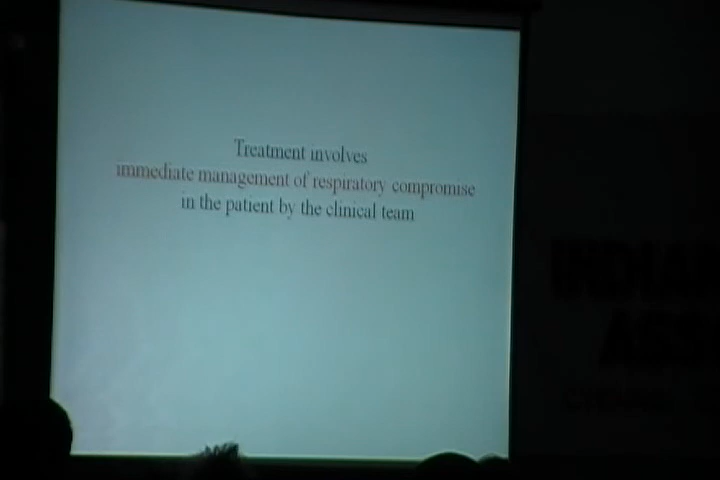 Treatment involves
immediate management of respiratory compromise
in the patient by the clinical team